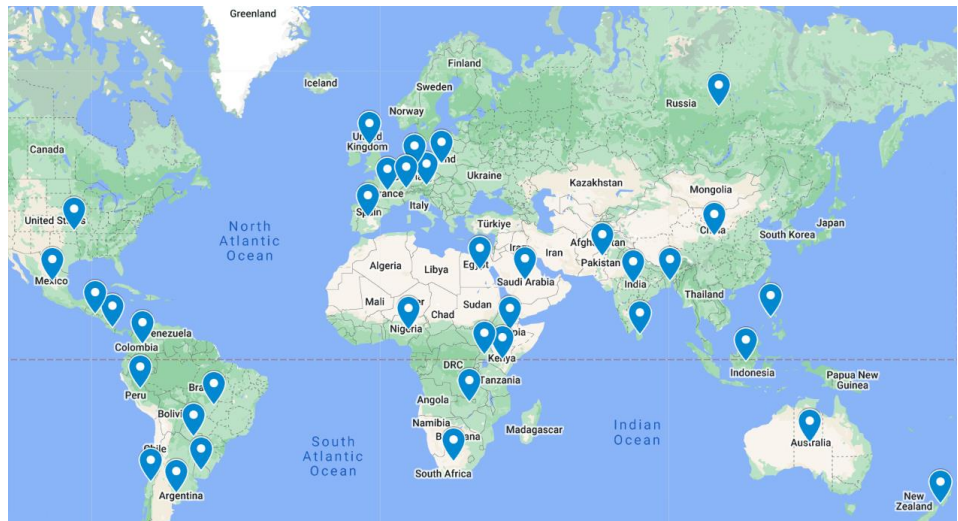 Greenland
Iceland
Finland
Sweden
Norway
Russia
United
Kingdom
Canada
Ukraine
Kazakhstan
Mongolia
France
Italy
Spain
Türkiye
United States
North
Atlantic
Ocean
China
Japan
South Korea
Afghanistan
Iran
Pakistan
Algeria
Libya
Egypt
Saudi Arabia
India
Mexico
Mali
Chad
Sudan
Thailand
Nigeria
Venezuela
Colombia
DRC
Kenya
Tanzania
Indonesia
Papua New
Guinea
Peru
Angola
Namibia
Madagascar
South
Atlantic
Ocean
Indian
Ocean
Australia
South Africa
Argentina
New
Zealand